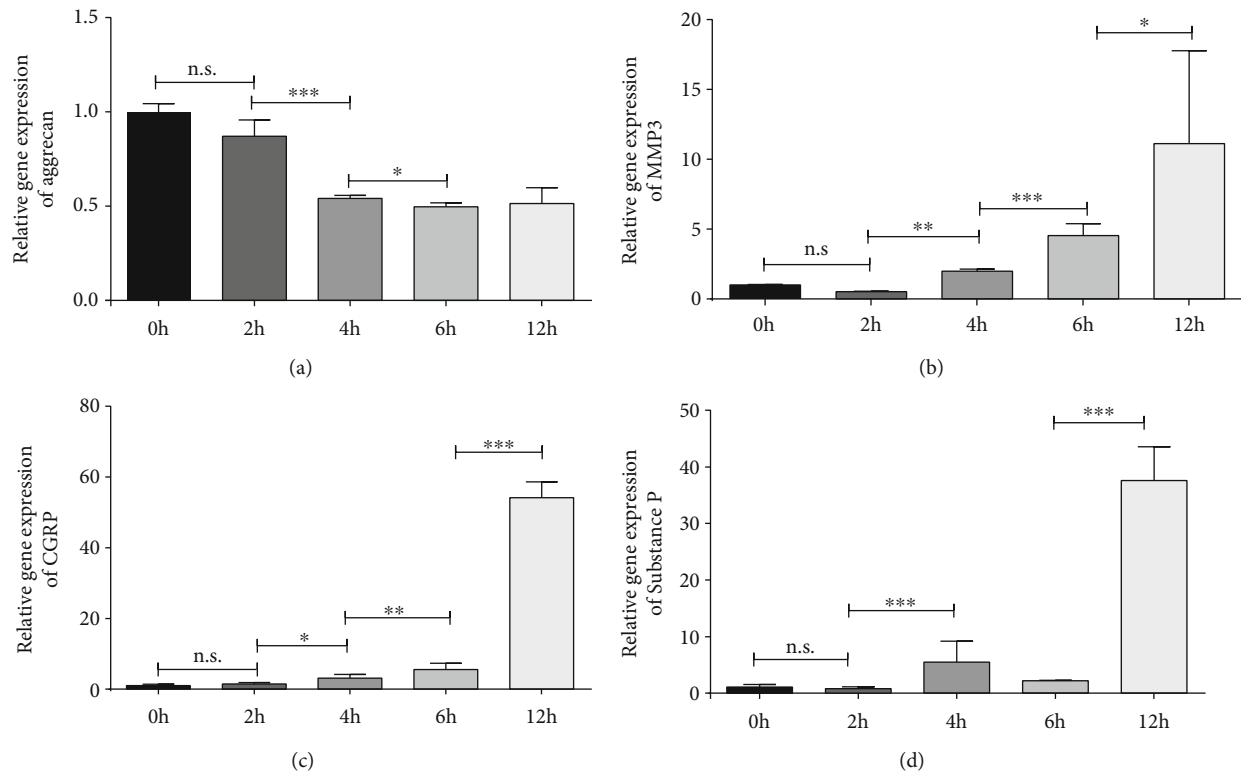 Relative gene expression
of aggrecan
1.5
1.0
0.5
0.0
n.s.
***
*
0h 2h 4h 6h 12h
(a)
Relative gene expression
of MMP3
20
15
10
5
0
n.s
**
***
*
0h 2h 4h 6h 12h
(b)
Relative gene expression
of CGRP
80
60
40
20
0
n.s.
*
**
***
0h 2h 4h 6h 12h
(c)
Relative gene expression
of Substance P
50
40
30
20
10
0
n.s.
***
***
0h 2h 4h 6h 12h
(d)